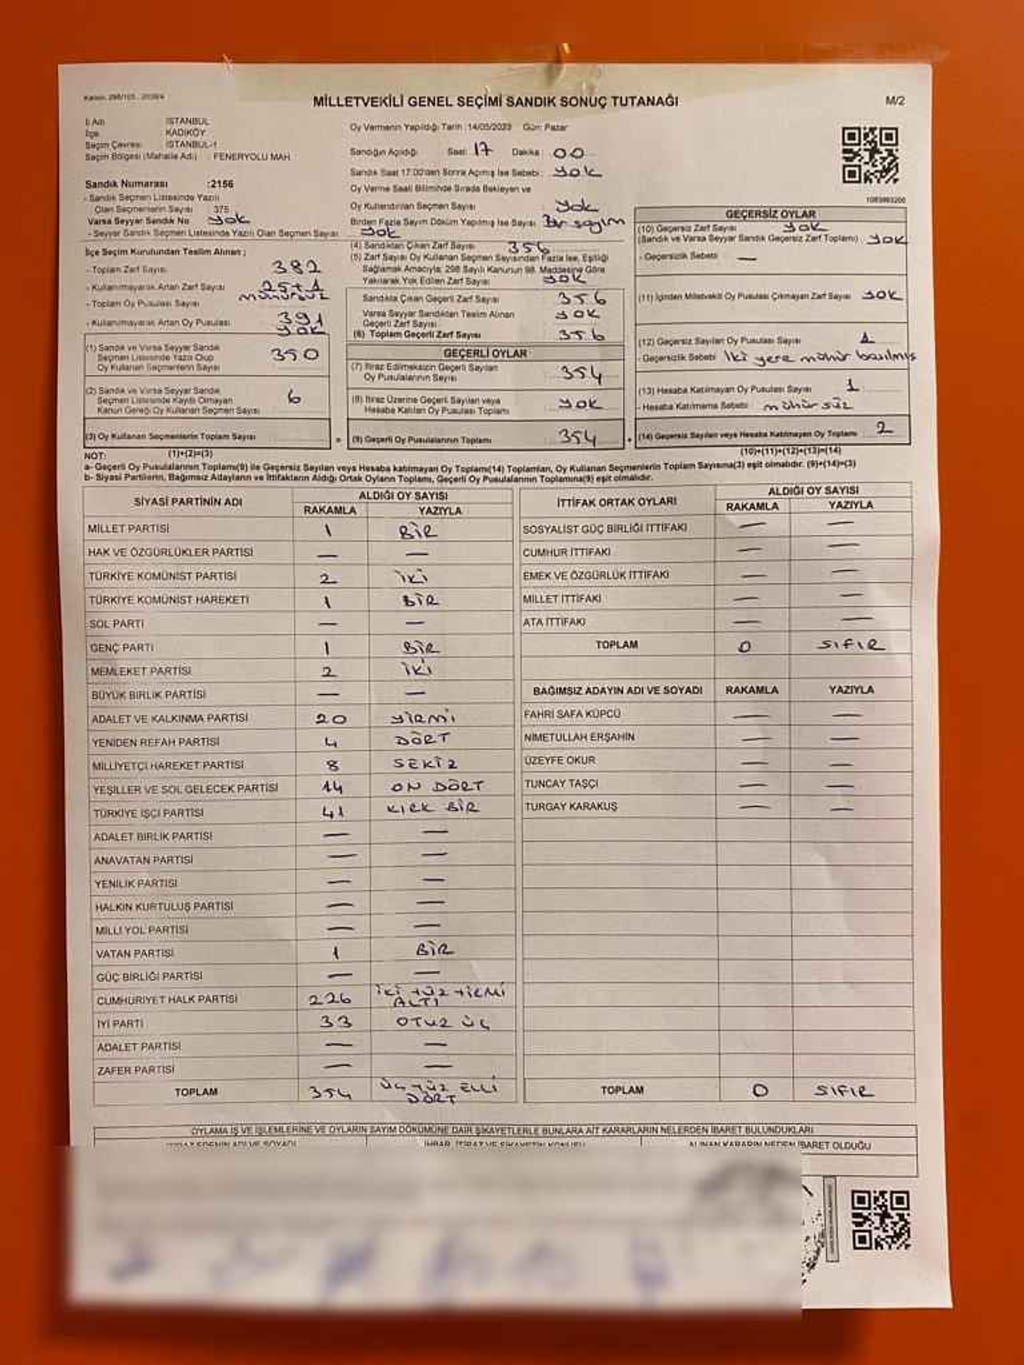 MİLLETVEKİLİ GENEL SEÇİMİ SANDIK SONUÇ TUTANAĞI
M/2
İl Adı İSTANBUL
İlçe KADIKÖY
Seçim Çevresi İSTANBUL-1
Seçim Bölgesi (Mahalle Adı) FENERYOLU MAH.
Sandık Numarası :2156
- Sandık Seçmen Listesinde Yazılı
Olan Seçmenlerin Sayısı 375
Varsa Seyyar Sandık No YOK
- Seyyar Sandık Seçmen Listesinde Yazılı Olan Seçmen Sayısı YOK
İlçe Seçim Kurulundan Teslim Alınan ;
- Toplam Zarf Sayısı 382
- Kullanılmayarak Artan Zarf Sayısı 25+1
mühürsüz
- Toplam Oy Pusulası Sayısı 391
- Kullanılmayarak Artan Oy Pusulası YOK
(1) Sandık ve Varsa Seyyar Sandık
Seçmen Listesinde Yazılı Olup
Oy Kullanan Seçmenlerin Sayısı 350
(2) Sandık ve Varsa Seyyar Sandık
Seçmen Listesinde Kayıtlı Olmayan
Kanun Gereği Oy Kullanan Seçmen Sayısı 6
(3) Oy Kullanan Seçmenlerin Toplam Sayısı
Oy Vermenin Yapıldığı Tarih :14/05/2023 Gün: Pazar
Sandığın Açıldığı Saat: 17 Dakika: 00
Sandık Saat 17.00'den Sonra Açılmış İse Sebebi: YOK
Oy Verme Saati Bitiminde Sırada Bekleyen ve
Oy Kullandırılan Seçmen Sayısı YOK
Birden Fazla Sayım Döküm Yapılmış İse Sayısı Bir sayım
(4) Sandıktan Çıkan Zarf Sayısı 356
(5) Zarf Sayısı Oy Kullanan Seçmen Sayısından Fazla İse, Eşitliği
Sağlamak Amacıyla; 298 Sayılı Kanunun 98. Maddesine Göre
Yakılarak Yok Edilen Zarf Sayısı YOK
Sandıkta Çıkan Geçerli Zarf Sayısı 356
Varsa Seyyar Sandıktan Teslim Alınan
Geçerli Zarf Sayısı YOK
(6) Toplam Geçerli Zarf Sayısı 356
GEÇERLİ OYLAR
(7) İtiraz Edilmeksizin Geçerli Sayılan
Oy Pusulalarının Sayısı 354
(8) İtiraz Üzerine Geçerli Sayılan veya
Hesaba Katılan Oy Pusulası Toplamı YOK
(9) Geçerli Oy Pusulalarının Toplamı 354
GEÇERSİZ OYLAR
(10) Geçersiz Zarf Sayısı YOK
(Sandık ve Varsa Seyyar Sandık Geçersiz Zarf Toplamı) YOK
- Geçersizlik Sebebi —
(11) İçinden Milletvekili Oy Pusulası Çıkmayan Zarf Sayısı YOK
(12) Geçersiz Sayılan Oy Pusulası Sayısı 1
- Geçersizlik Sebebi İki yere mühür basılmış
(13) Hesaba Katılmayan Oy Pusulası Sayısı 1
- Hesaba Katılmama Sebebi mühürsüz
(14) Geçersiz Sayılan veya Hesaba Katılmayan Oy Toplamı 2
NOT: (1)+(2)=(3) (10)+(11)+(12)+(13)=(14)
a- Geçerli Oy Pusulalarının Toplamı(9) ile Geçersiz Sayılan veya Hesaba katılmayan Oy Toplamı(14) Toplamları, Oy Kullanan Seçmenlerin Toplam Sayısına(3) eşit olmalıdır. (9)+(14)=(3)
b- Siyasi Partilerin, Bağımsız Adayların ve İttifakların Aldığı Ortak Oyların Toplamı, Geçerli Oy Pusulalarının Toplamına(9) eşit olmalıdır.
SİYASİ PARTİNİN ADI ALDIĞI OY SAYISI
RAKAMLA YAZIYLA
MİLLET PARTİSİ 1 BİR
HAK VE ÖZGÜRLÜKLER PARTİSİ — —
TÜRKİYE KOMÜNİST PARTİSİ 2 İKİ
TÜRKİYE KOMÜNİST HAREKETİ 1 BİR
SOL PARTİ — —
GENÇ PARTİ 1 BİR
MEMLEKET PARTİSİ 2 İKİ
BÜYÜK BİRLİK PARTİSİ — —
ADALET VE KALKINMA PARTİSİ 20 YİRMİ
YENİDEN REFAH PARTİSİ 4 DÖRT
MİLLİYETÇİ HAREKET PARTİSİ 8 SEKİZ
YEŞİLLER VE SOL GELECEK PARTİSİ 14 ON DÖRT
TÜRKİYE İŞÇİ PARTİSİ 41 KIRK BİR
ADALET BİRLİK PARTİSİ — —
ANAVATAN PARTİSİ — —
YENİLİK PARTİSİ — —
HALKIN KURTULUŞ PARTİSİ — —
MİLLİ YOL PARTİSİ — —
VATAN PARTİSİ 1 BİR
GÜÇ BİRLİĞİ PARTİSİ — —
CUMHURİYET HALK PARTİSİ 226 İKİ YÜZ YİRMİ
ALTI
İYİ PARTİ 33 OTUZ ÜÇ
ADALET PARTİSİ — —
ZAFER PARTİSİ — —
TOPLAM 354 ÜÇ YÜZ ELLİ
DÖRT
İTTİFAK ORTAK OYLARI ALDIĞI OY SAYISI
RAKAMLA YAZIYLA
SOSYALİST GÜÇ BİRLİĞİ İTTİFAKI — —
CUMHUR İTTİFAKI — —
EMEK VE ÖZGÜRLÜK İTTİFAKI — —
MİLLET İTTİFAKI — —
ATA İTTİFAKI — —
TOPLAM 0 SIFIR
BAĞIMSIZ ADAYIN ADI VE SOYADI RAKAMLA YAZIYLA
FAHRİ SAFA KÜPCÜ — —
NİMETULLAH ERŞAHİN — —
ÜZEYFE OKUR — —
TUNCAY TAŞÇI — —
TURGAY KARAKUŞ — —
TOPLAM 0 SIFIR
OYLAMA İŞ VE İŞLEMLERİNE VE OYLARIN SAYIM DÖKÜMÜNE DAİR ŞİKAYETLERLE BUNLARA AİT KARARLARIN NELERDEN İBARET BULUNDUKLARI
ALINAN KARARIN NEDEN İBARET OLDUĞU